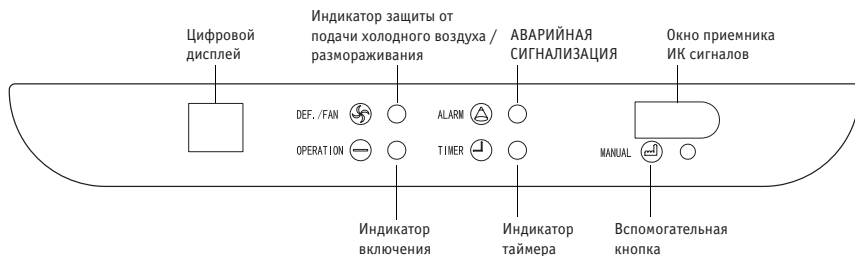 Цифровой
дисплей
Индикатор защиты от
подачи холодного воздуха /
размораживания
АВАРИЙНАЯ
СИГНАЛИЗАЦИЯ
Окно приемника
ИК сигналов
DEF./FAN
ALARM
OPERATION
TIMER
MANUAL
Индикатор
включения
Индикатор
таймера
Вспомогательная
кнопка